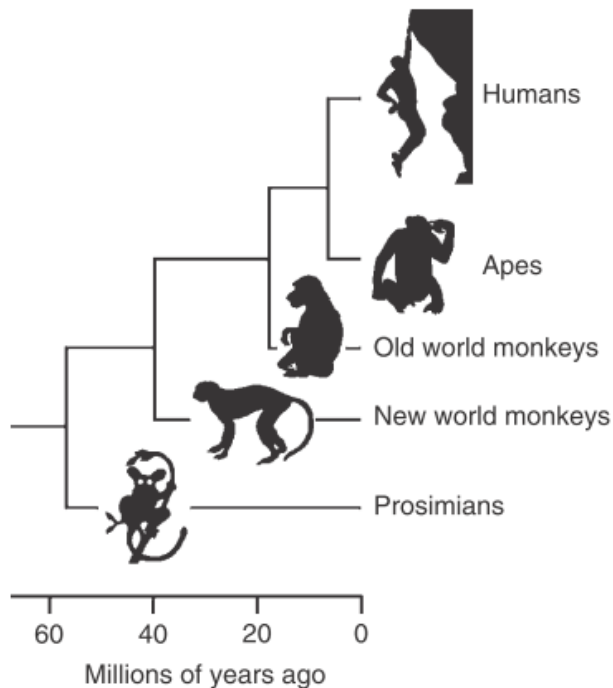 Humans
Apes
Old world monkeys
New world monkeys
Prosimians
60 40 20 0
Millions of years ago